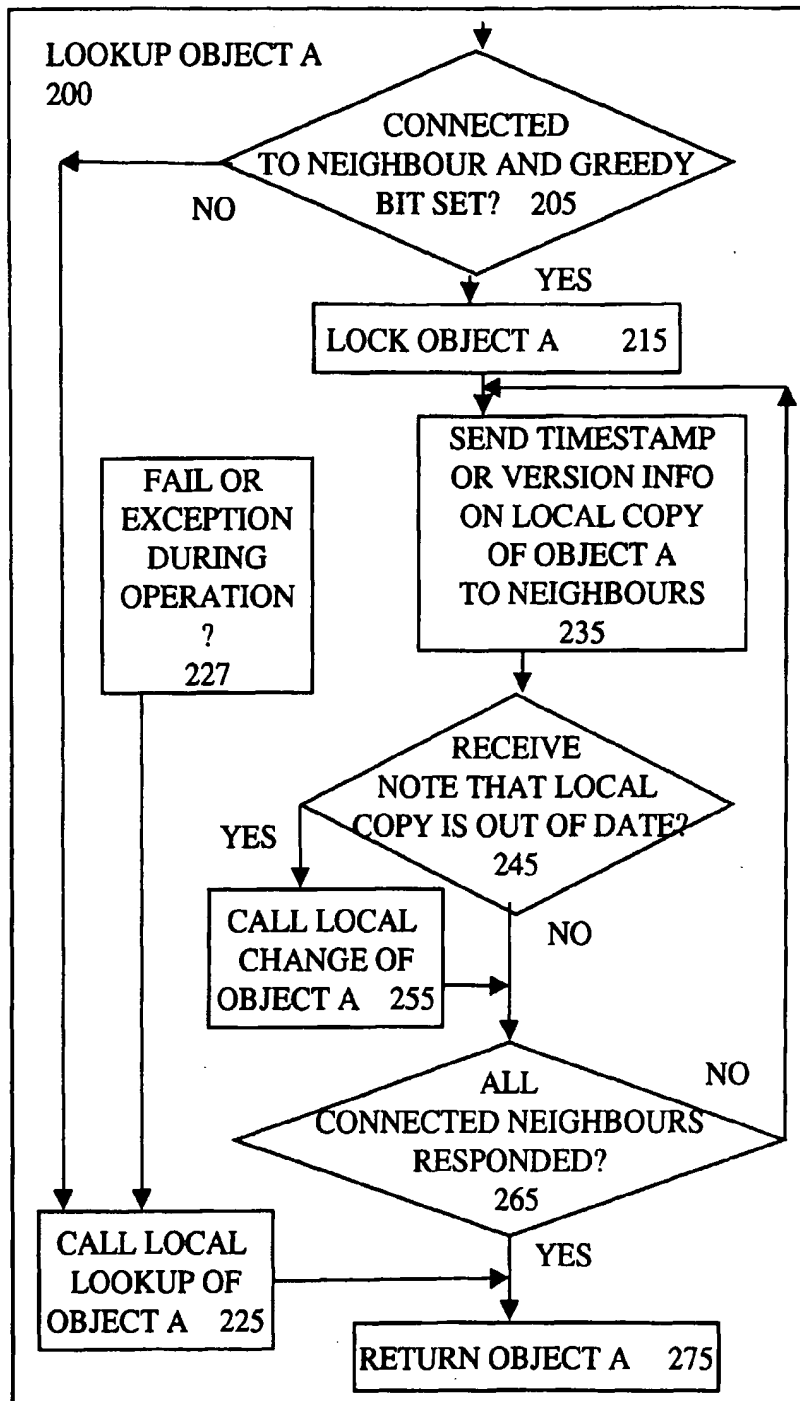 LOOKUP OBJECT A
200
CONNECTED
TO NEIGHBOUR AND GREEDY
BIT SET? 205
NO
YES
LOCK OBJECT A 215
SEND TIMESTAMP
OR VERSION INFO
ON LOCAL COPY
OF OBJECT A
TO NEIGHBOURS
235
FAIL OR
EXCEPTION
DURING
OPERATION
?
227
RECEIVE
NOTE THAT LOCAL
COPY IS OUT OF DATE?
245
YES
NO
CALL LOCAL
CHANGE OF
OBJECT A 255
ALL
CONNECTED NEIGHBOURS
RESPONDED?
265
NO
YES
CALL LOCAL
LOOKUP OF
OBJECT A 225
RETURN OBJECT A 275